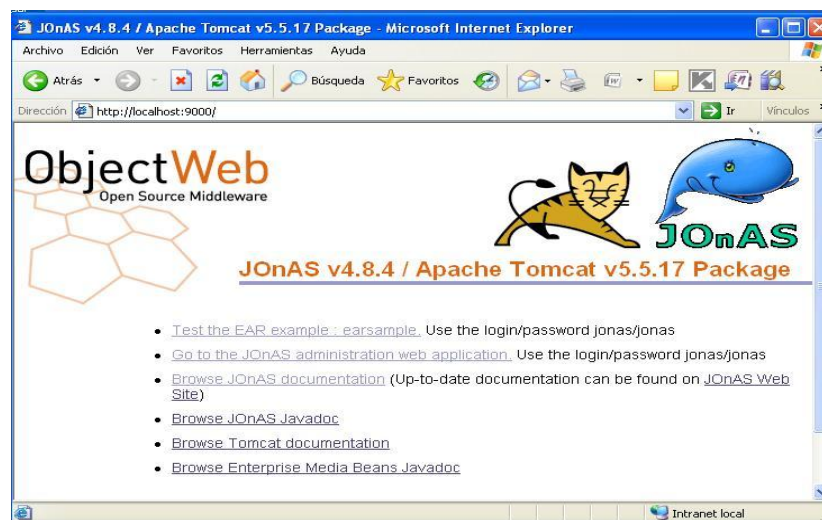 JOnAS v4.8.4 / Apache Tomcat v5.5.17 Package - Microsoft Internet Explorer
Archivo Edición Ver Favoritos Herramientas Ayuda
Atrás Búsqueda Favoritos
Dirección http://localhost:9000/ Ir Vínculos
ObjectWeb
Open Source Middleware
JOnAS
JOnAS v4.8.4 / Apache Tomcat v5.5.17 Package
Test the EAR example : earsample. Use the login/password jonas/jonas
Go to the JOnAS administration web application. Use the login/password jonas/jonas
Browse JOnAS documentation (Up-to-date documentation can be found on JOnAS Web
Site)
Browse JOnAS Javadoc
Browse Tomcat documentation
Browse Enterprise Media Beans Javadoc
Intranet local